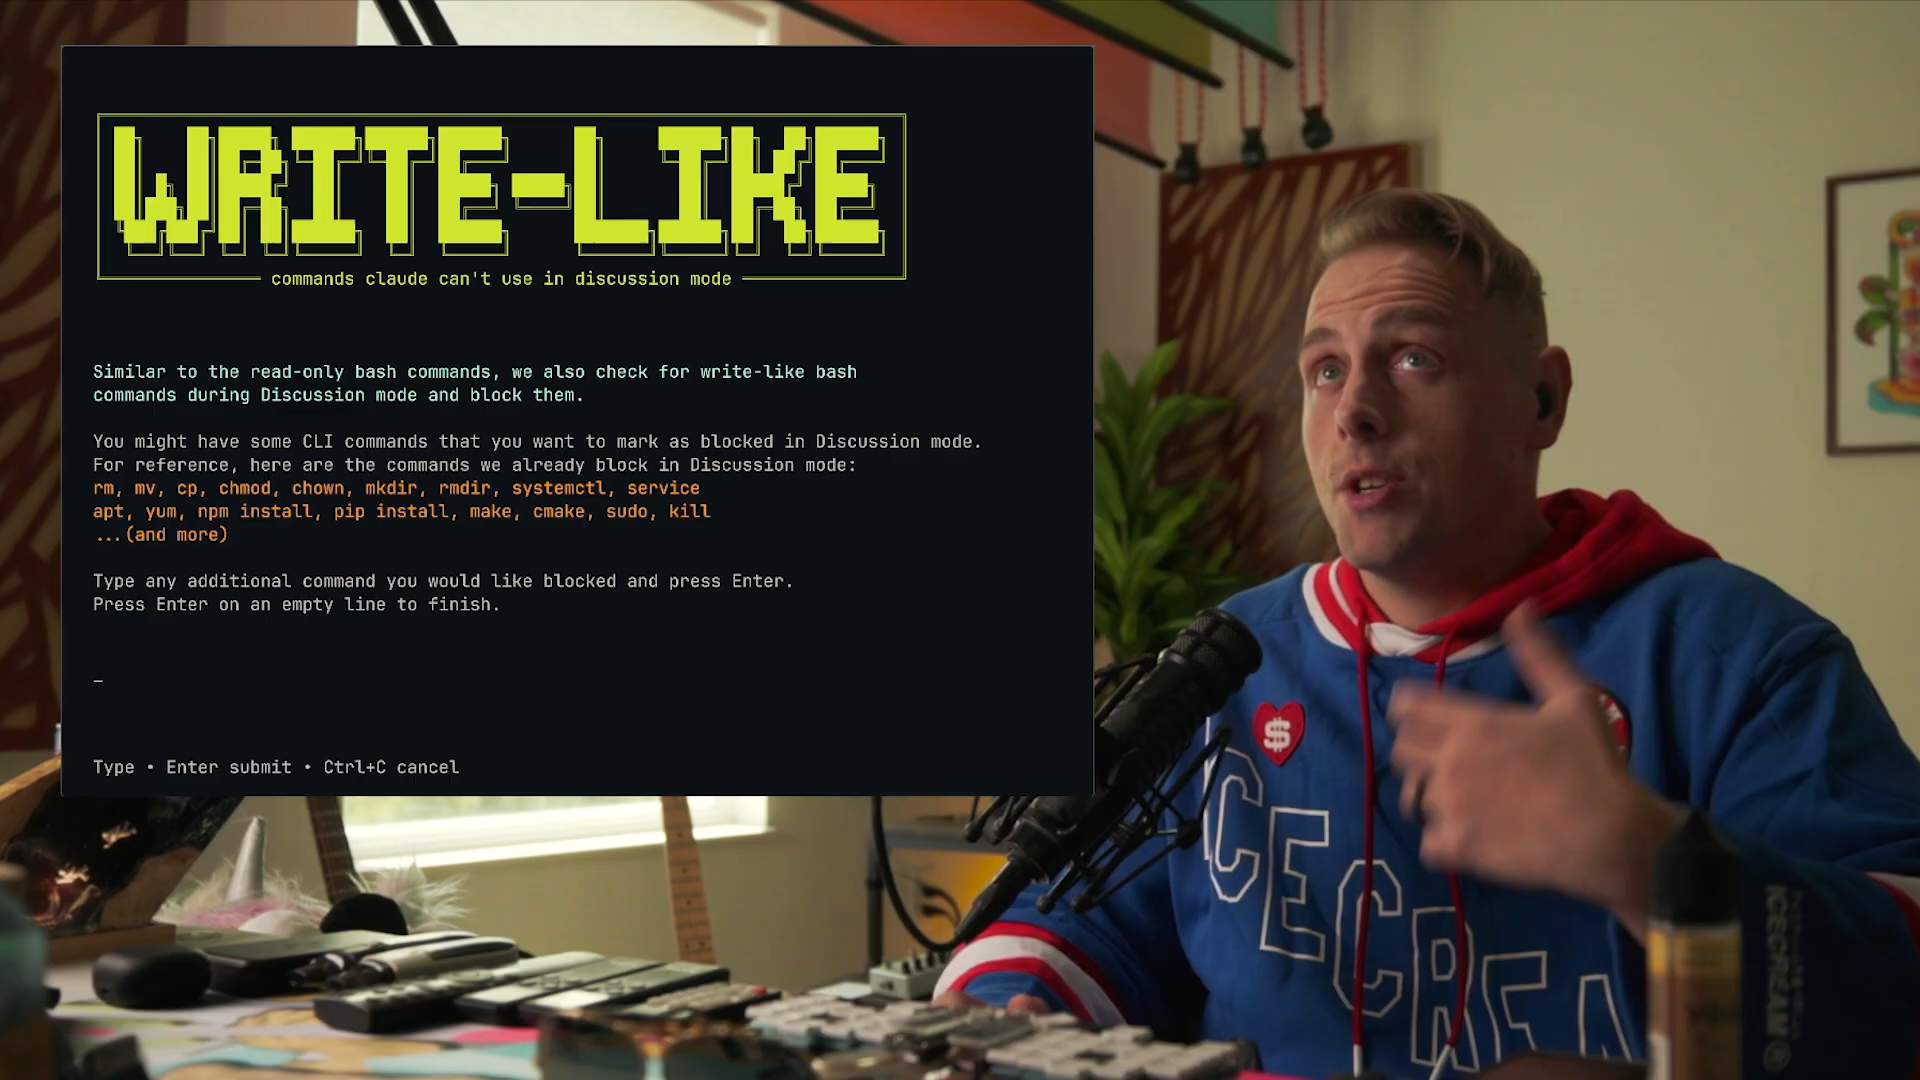 WRITE-LIKE
commands claude can't use in discussion mode
Similar to the read-only bash commands, we also check for write-like bash
commands during Discussion mode and block them.
You might have some CLI commands that you want to mark as blocked in Discussion mode.
For reference, here are the commands we already block in Discussion mode:
rm, mv, cp, chmod, chown, mkdir, rmdir, systemctl, service
apt, yum, npm install, pip install, make, cmake, sudo, kill
...(and more)
Type any additional command you would like blocked and press Enter.
Press Enter on an empty line to finish.
_
Type • Enter submit • Ctrl+C cancel
$
ICECREA
ICECREAM